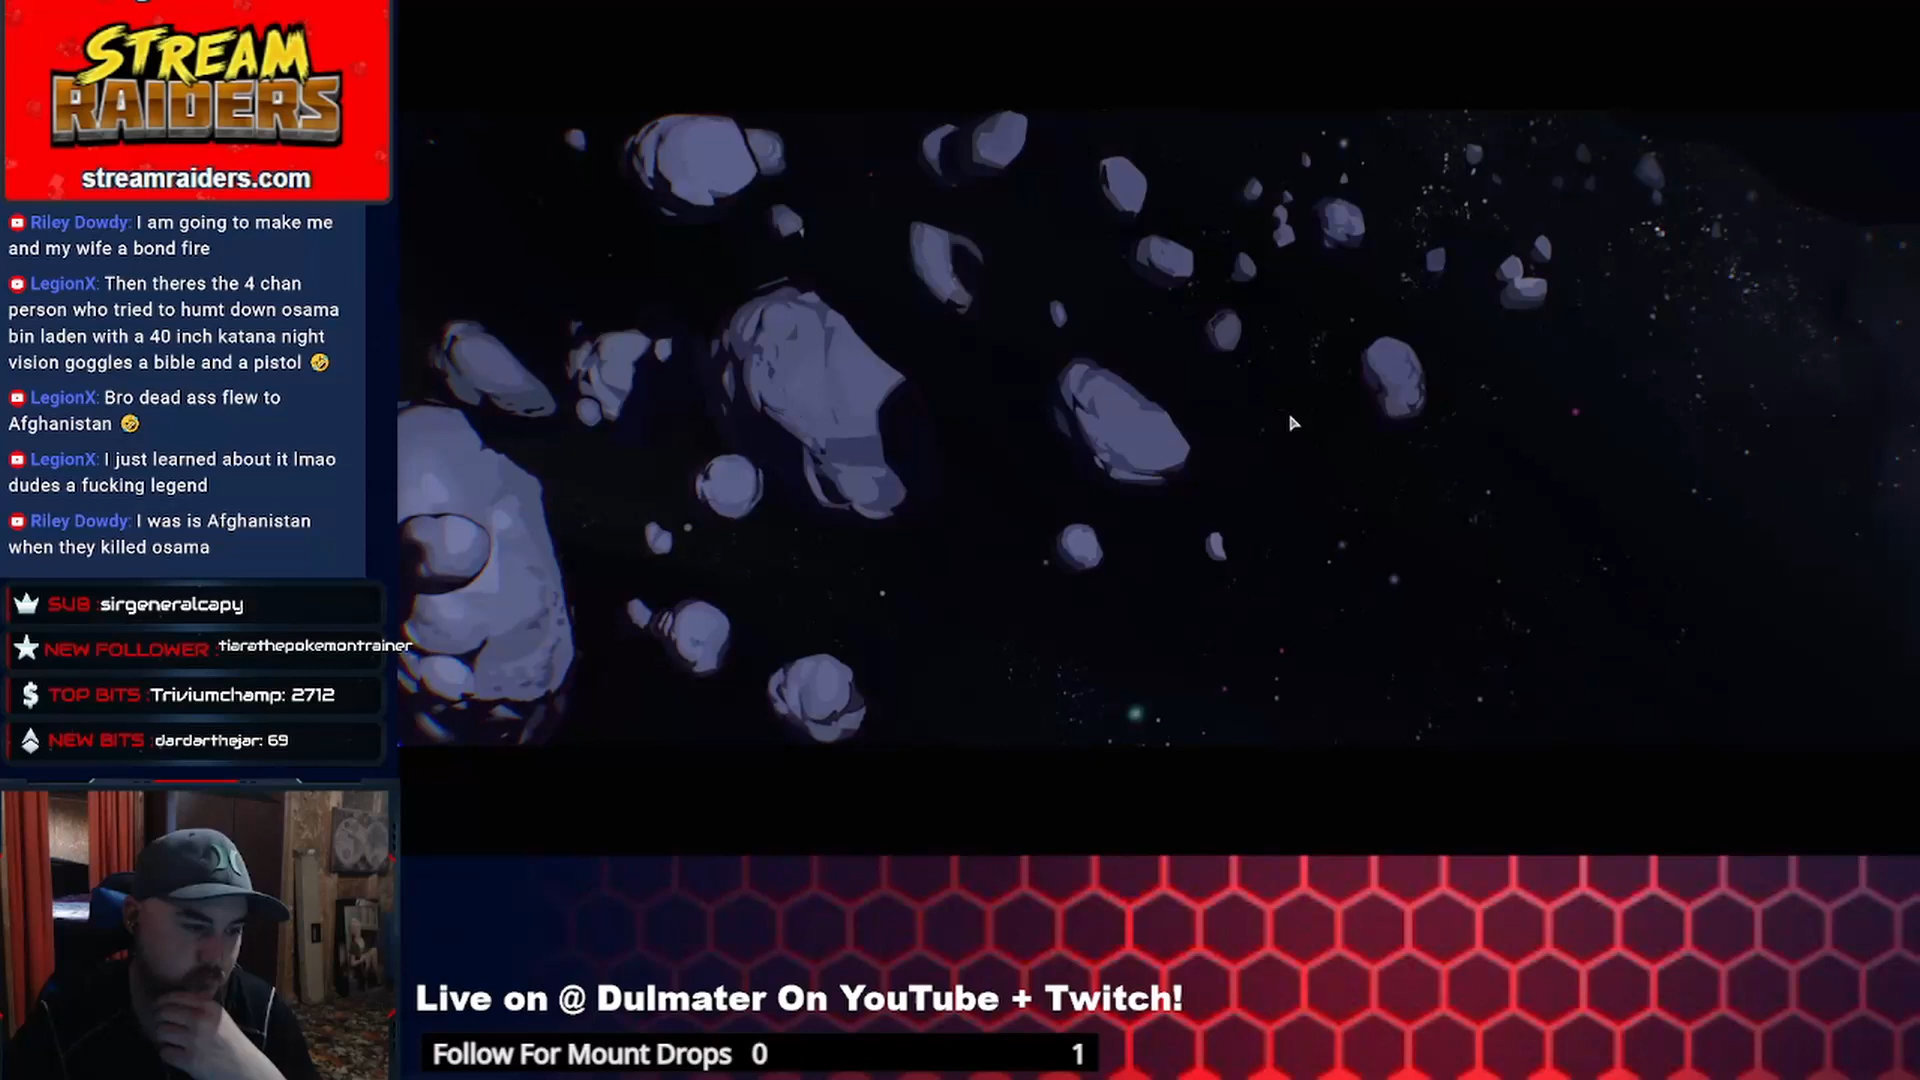 STREAM
RAIDERS
streamraiders.com
Riley Dowdy: I am going to make me
and my wife a bond fire
LegionX: Then theres the 4 chan
person who tried to humt down osama
bin laden with a 40 inch katana night
vision goggles a bible and a pistol 🤣
LegionX: Bro dead ass flew to
Afghanistan 🤣
LegionX: I just learned about it lmao
dudes a fucking legend
Riley Dowdy: I was is Afghanistan
when they killed osama
SUB : sirgeneralcapy
NEW FOLLOWER : tiarathepokemontrainer
TOP BITS : Triviumchamp: 2712
NEW BITS : dardarthejar: 69
Live on @ Dulmater On YouTube + Twitch!
Follow For Mount Drops 0 1